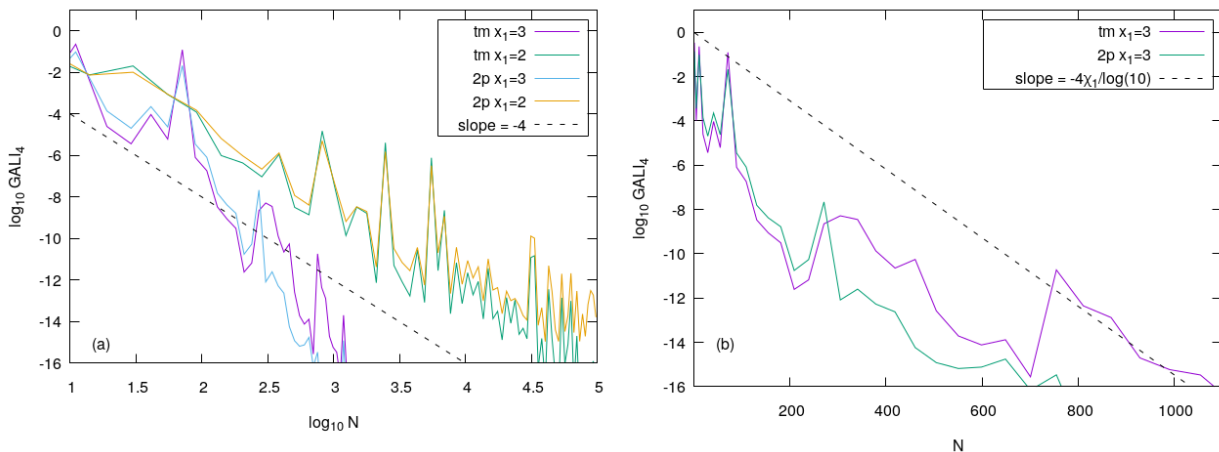 0
-2
-4
-6
-8
-10
-12
-14
-16
log₁₀ GALI₄
tm x₁=3
tm x₁=2
2p x₁=3
2p x₁=2
slope = -4
(a)
1
1.5
2
2.5
3
3.5
4
4.5
5
log₁₀ N
0
-2
-4
-6
-8
-10
-12
-14
-16
log₁₀ GALI₄
tm x₁=3
2p x₁=3
slope = -4χ₁/log(10)
(b)
200
400
600
800
1000
N